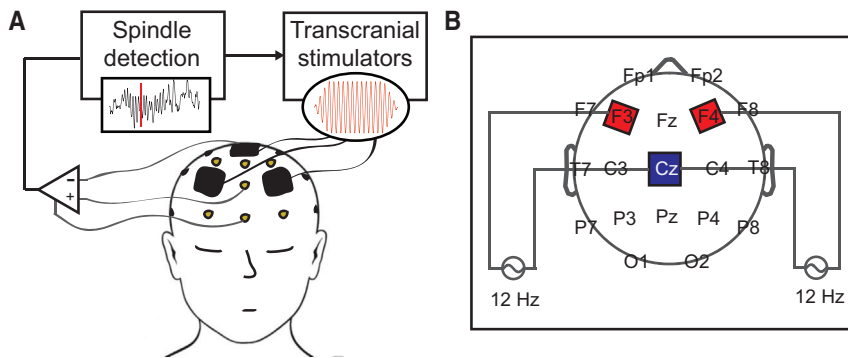 A
Spindle
detection
Transcranial
stimulators
-
+
B
Fp1 Fp2
F7 F3 Fz F4 F8
T7 C3 Cz C4 T8
P7 P3 Pz P4 P8
O1 O2
12 Hz 12 Hz